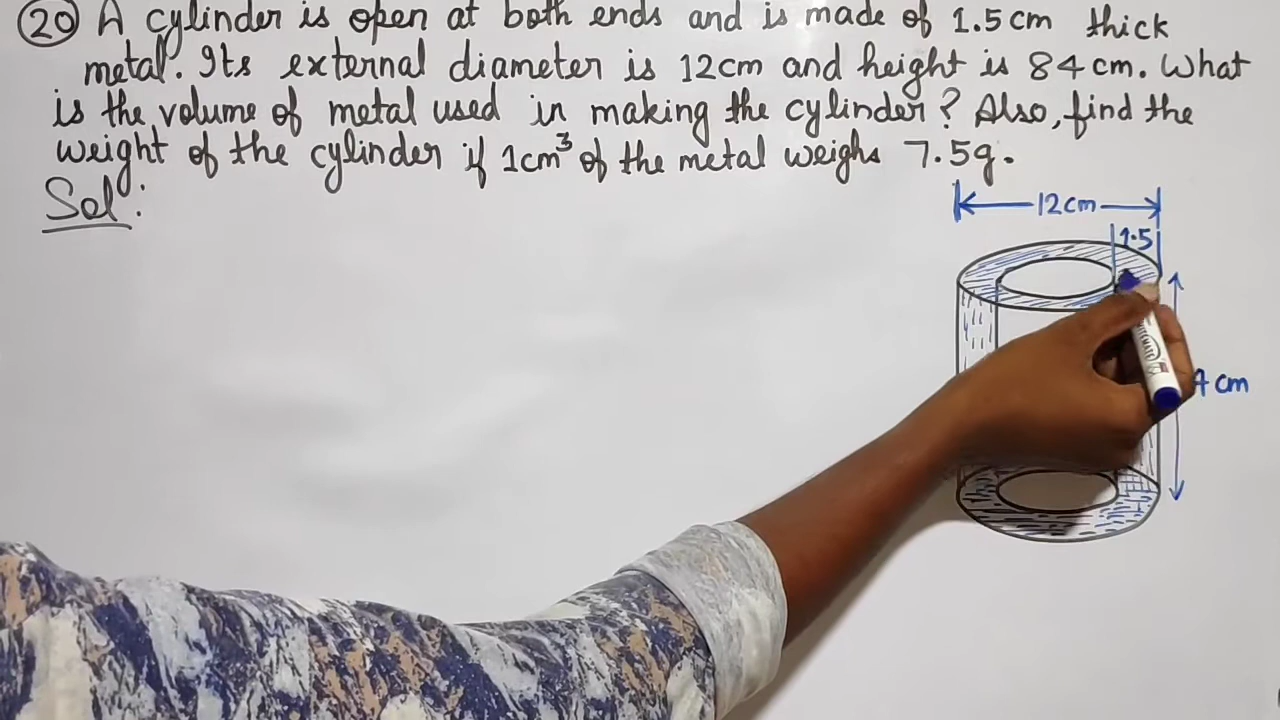 20 A cylinder is open at both ends and is made of 1.5 cm thick
metal. Its external diameter is 12cm and height is 84 cm. What
is the volume of metal used in making the cylinder? Also, find the
weight of the cylinder if 1cm³ of the metal weighs 7.5g.
Sol:
12cm
1.5
cm